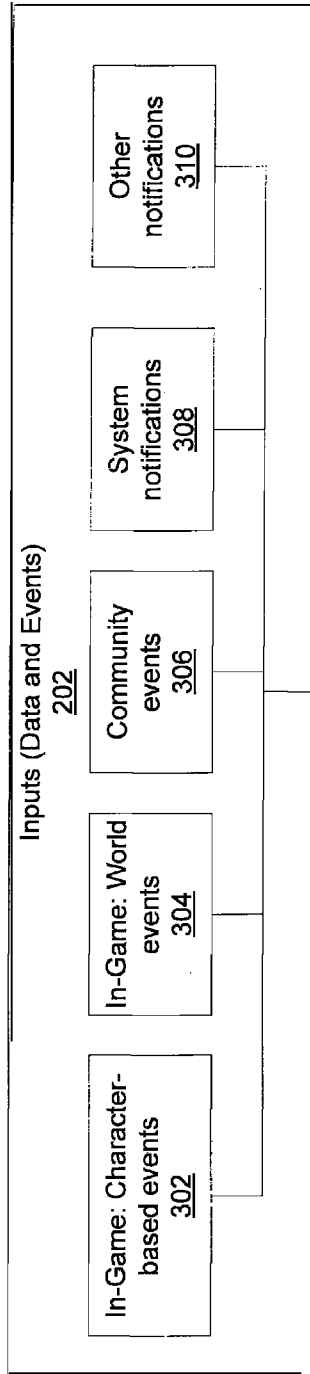 Inputs (Data and Events)
202
In-Game: Character-
based events
302
In-Game: World
events
304
Community
events
306
System
notifications
308
Other
notifications
310